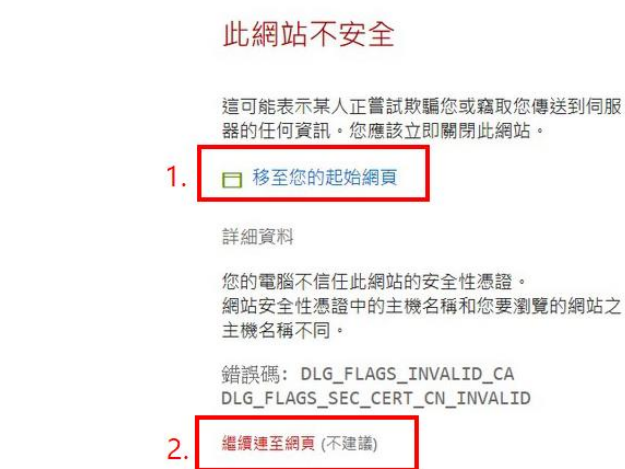 此網站不安全
這可能表示某人正嘗試欺騙您或竊取您傳送到伺服
器的任何資訊。您應該立即關閉此網站。
1. 移至您的起始網頁
詳細資料
您的電腦不信任此網站的安全性憑證。
網站安全性憑證中的主機名稱和您要瀏覽的網站之
主機名稱不同。
錯誤碼: DLG_FLAGS_INVALID_CA
DLG_FLAGS_SEC_CERT_CN_INVALID
2. 繼續連至網頁 (不建議)